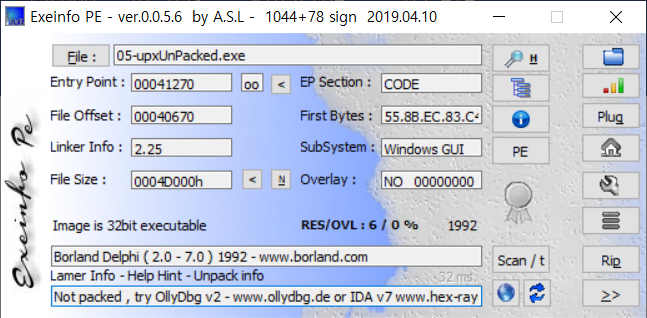 Exeinfo PE - ver.0.0.5.6 by A.S.L - 1044+78 sign 2019.04.10
Exeinfo Pe
File : 05-upxUnPacked.exe H
Entry Point : 00041270 oo < EP Section : CODE
File Offset : 00040670 First Bytes : 55.8B.EC.83.C4 Plug
Linker Info : 2.25 SubSystem : Windows GUI PE
File Size : 0004D000h < N Overlay : NO 00000000
Image is 32bit executable RES/OVL : 6 / 0 % 1992
Borland Delphi ( 2.0 - 7.0 ) 1992 - www.borland.com Scan / t Rip
Lamer Info - Help Hint - Unpack info 32 ms.
Not packed , try OllyDbg v2 - www.ollydbg.de or IDA v7 www.hex-ray >>